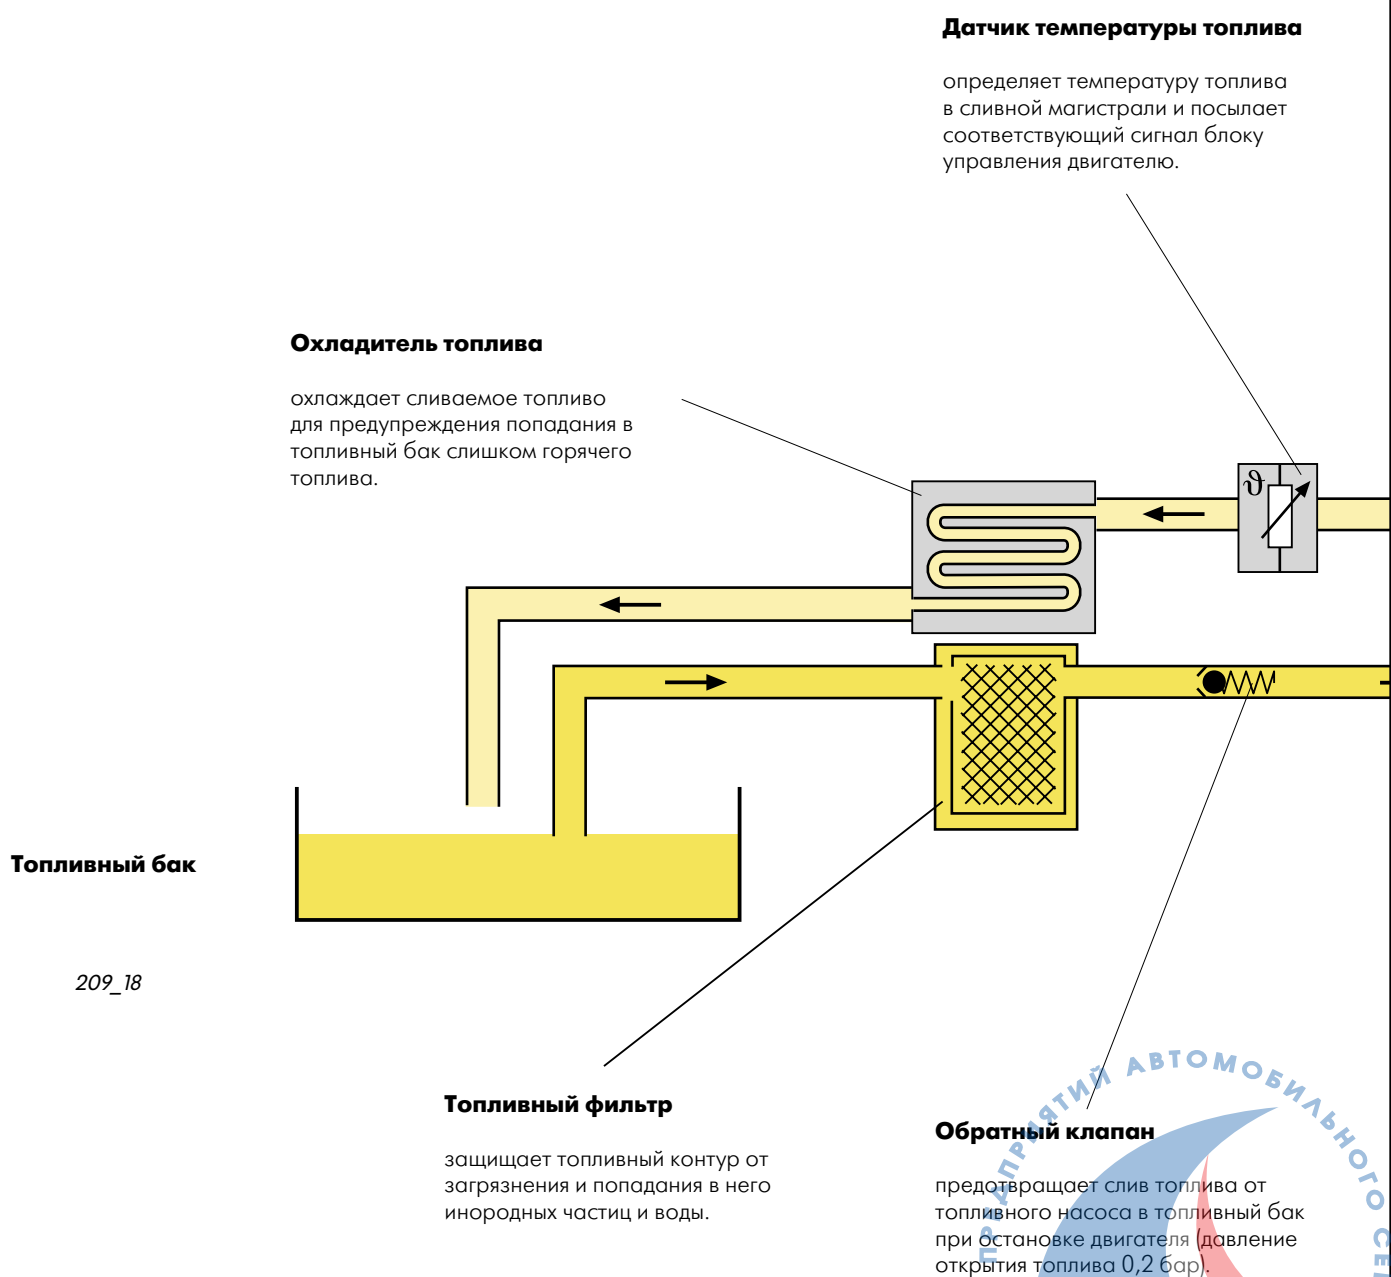 Датчик температуры топлива
определяет температуру топлива
в сливной магистрали и посылает
соответствующий сигнал блоку
управления двигателю.
Охладитель топлива
охлаждает сливаемое топливо
для предупреждения попадания в
топливный бак слишком горячего
топлива.
ϑ
Топливный бак
209_18
Топливный фильтр
защищает топливный контур от
загрязнения и попадания в него
инородных частиц и воды.
Обратный клапан
предотвращает слив топлива от
топливного насоса в топливный бак
при остановке двигателя (давление
открытия топлива 0,2 бар).
ПРЕДПРИЯТИЙ АВТОМОБИЛЬНОГО